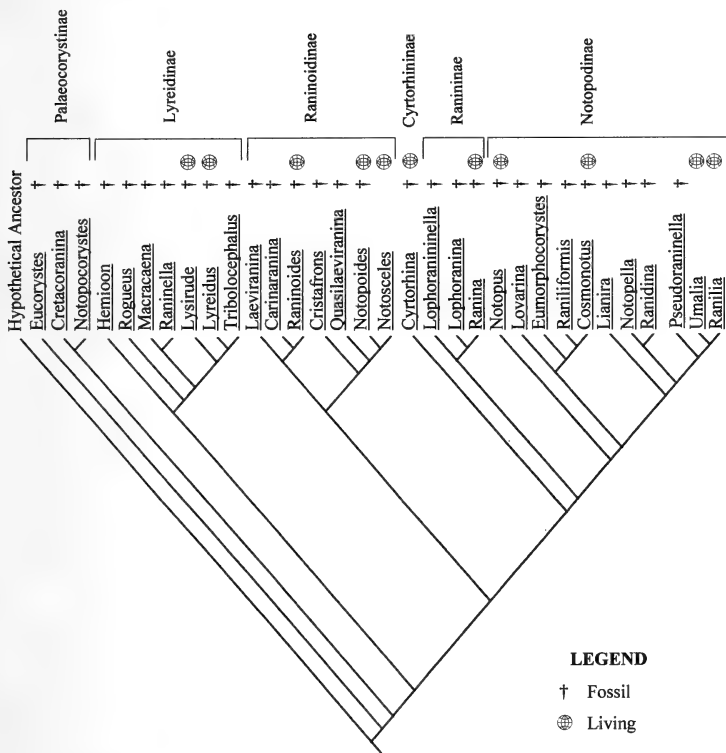 Palaeocorystinae
Lyreidinae
Raninoidinae
Cyrtorhininae
Ranininae
Notopodinae
Hypothetical Ancestor
Eucorystes
Cretacoranina
Notopocorystes
Hemioon
Rogueus
Macracaena
Raninella
Lysirude
Lyreidus
Tribolocephalus
Laeviranina
Carinaranina
Raninoides
Cristafrons
Quasilaeviranina
Notopoides
Notosceles
Cyrtorhina
Lophoraninella
Lophoranina
Ranina
Notopus
Lovarina
Eumorphocorystes
Raniliformis
Cosmonotus
Lianira
Notopella
Ranidina
Pseudoraninella
Umalia
Ranilia
LEGEND
† Fossil
Living